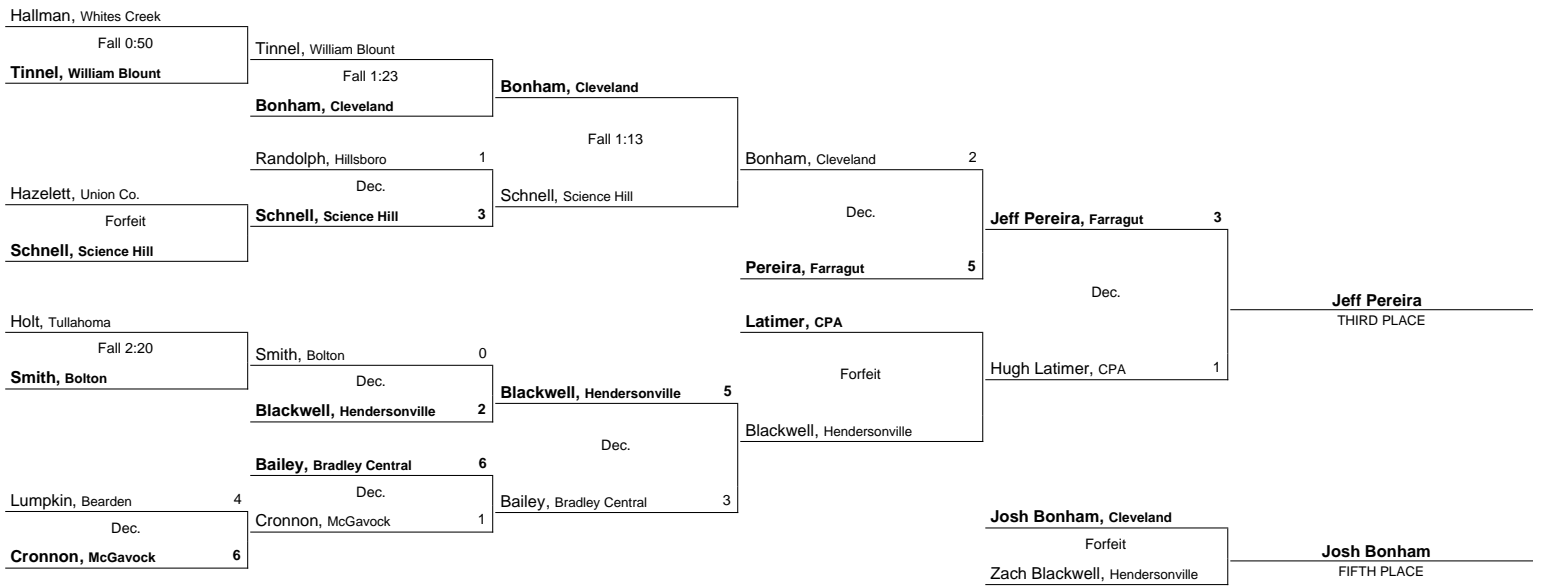 Hallman, Whites Creek
Fall 0:50
Tinnel, William Blount
Hazelett, Union Co.
Forfeit
Schnell, Science Hill
Holt, Tullahoma
Fall 2:20
Smith, Bolton
Lumpkin, Bearden 4
Dec.
Cronnon, McGavock 6
Tinnel, William Blount
Fall 1:23
Bonham, Cleveland
Randolph, Hillsboro 1
Dec.
Schnell, Science Hill 3
Smith, Bolton 0
Dec.
Blackwell, Hendersonville 2
Bailey, Bradley Central 6
Dec.
Cronnon, McGavock 1
Bonham, Cleveland
Fall 1:13
Schnell, Science Hill
Blackwell, Hendersonville 5
Dec.
Bailey, Bradley Central 3
Bonham, Cleveland 2
Dec.
Pereira, Farragut 5
Latimer, CPA
Forfeit
Blackwell, Hendersonville
Jeff Pereira, Farragut 3
Dec.
Hugh Latimer, CPA 1
Jeff Pereira
THIRD PLACE
Josh Bonham, Cleveland
Forfeit
Zach Blackwell, Hendersonville
Josh Bonham
FIFTH PLACE